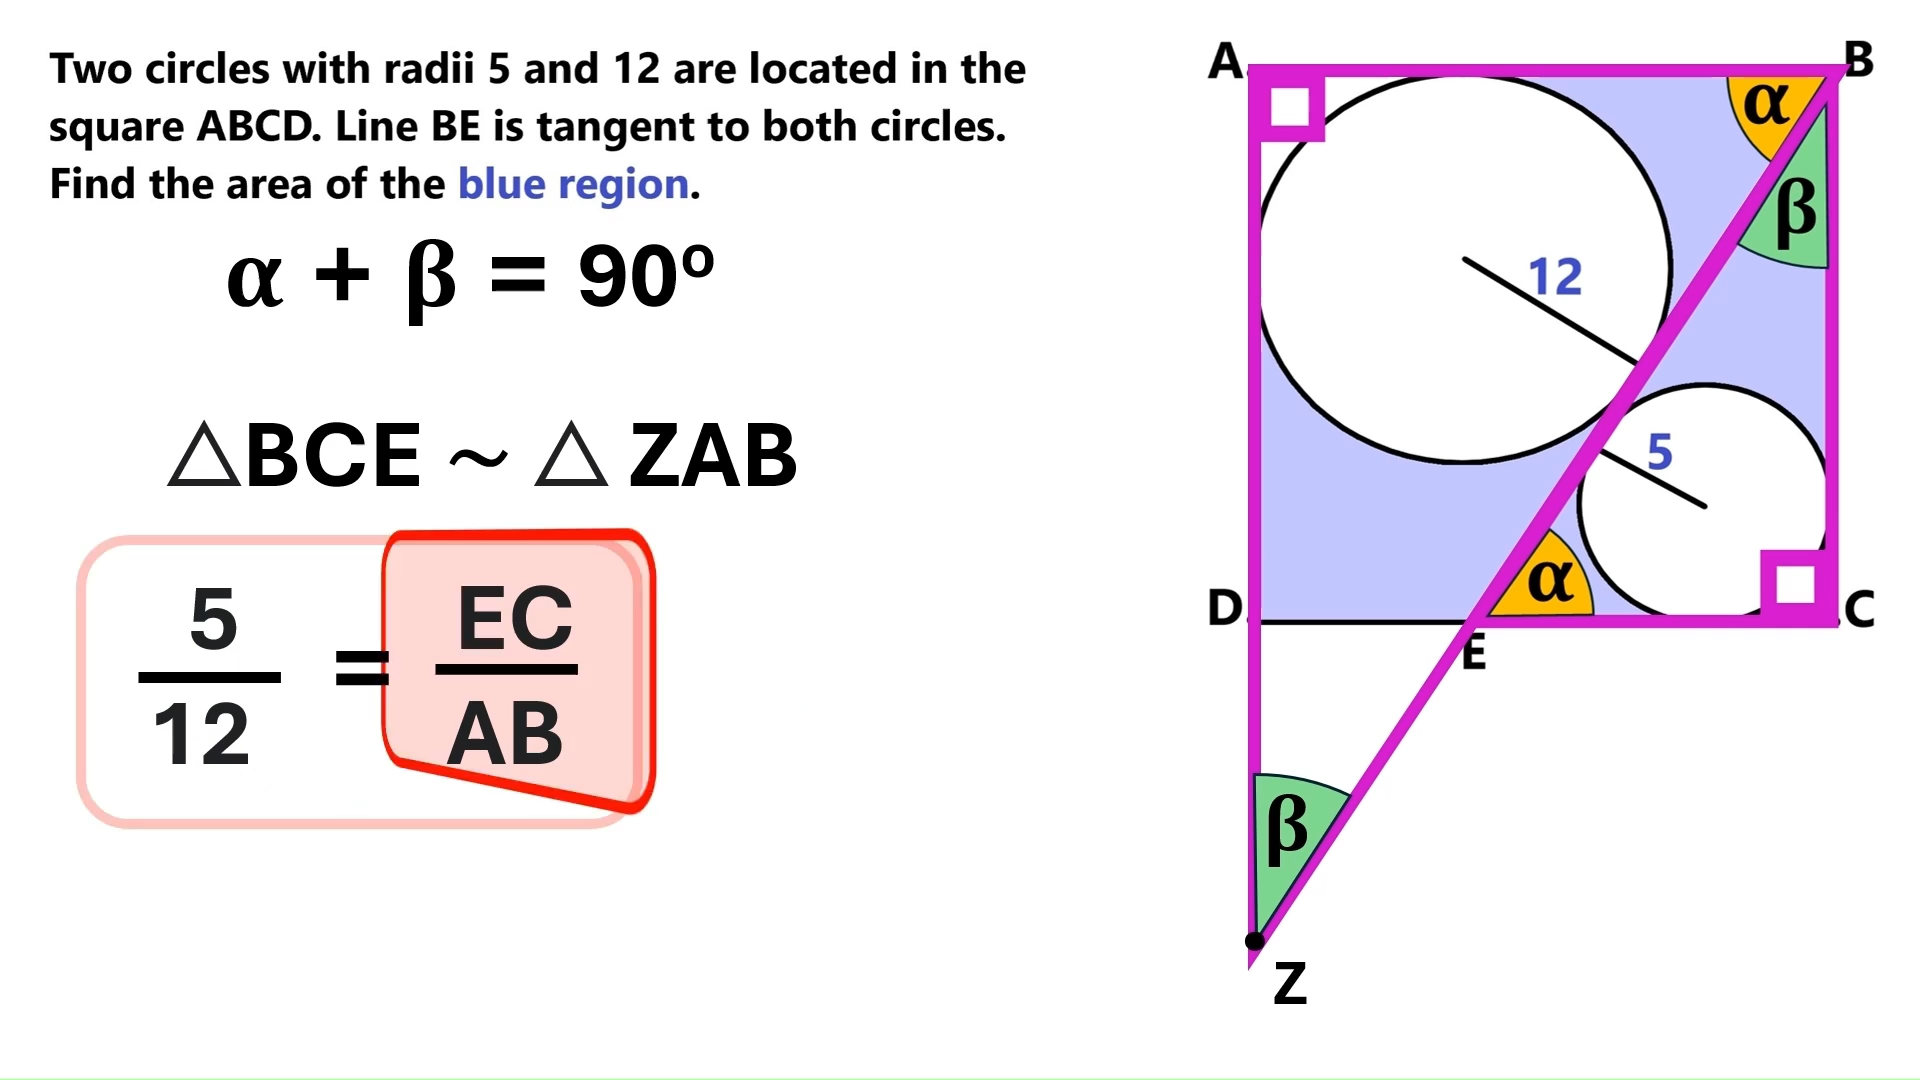 Two circles with radii 5 and 12 are located in the
square ABCD. Line BE is tangent to both circles.
Find the area of the blue region.
α + β = 90º
△BCE ~ △ ZAB
5
12
=
EC
AB
A
B
α
β
12
5
α
D
C
E
β
Z